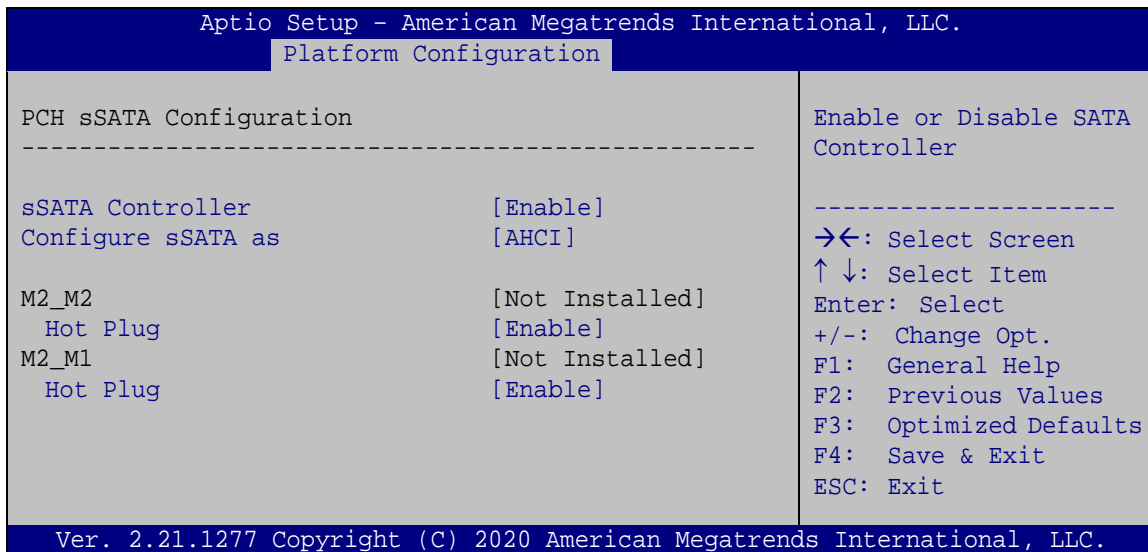 Aptio Setup – American Megatrends International, LLC.
Platform Configuration
PCH sSATA Configuration
---------------------------------------------------
sSATA Controller [Enable]
Configure sSATA as [AHCI]
M2_M2 [Not Installed]
Hot Plug [Enable]
M2_M1 [Not Installed]
Hot Plug [Enable]
Enable or Disable SATA
Controller
---------------------
→←: Select Screen
↑ ↓: Select Item
Enter: Select
+/-: Change Opt.
F1: General Help
F2: Previous Values
F3: Optimized Defaults
F4: Save & Exit
ESC: Exit
Ver. 2.21.1277 Copyright (C) 2020 American Megatrends International, LLC.